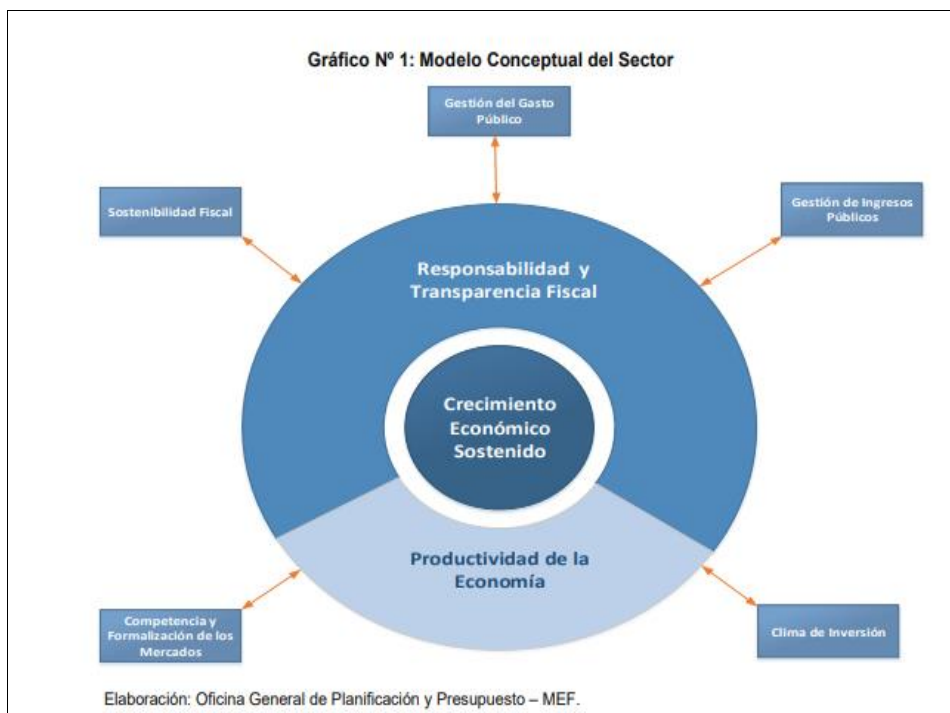 Gráfico Nº 1: Modelo Conceptual del Sector
Gestión del Gasto
Público
Sostenibilidad Fiscal
Gestión de Ingresos
Públicos
Responsabilidad y
Transparencia Fiscal
Crecimiento
Económico
Sostenido
Productividad de la
Economía
Competencia y
Formalización de los
Mercados
Clima de Inversión
Elaboración: Oficina General de Planificación y Presupuesto – MEF.